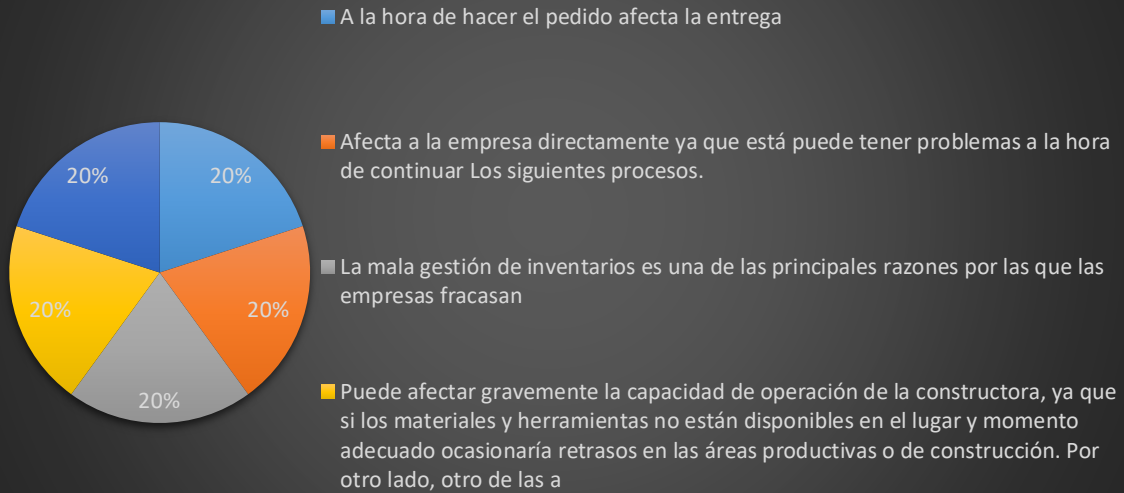 A la hora de hacer el pedido afecta la entrega
Afecta a la empresa directamente ya que está puede tener problemas a la hora
de continuar Los siguientes procesos.
La mala gestión de inventarios es una de las principales razones por las que las
empresas fracasan
Puede afectar gravemente la capacidad de operación de la constructora, ya que
si los materiales y herramientas no están disponibles en el lugar y momento
adecuado ocasionaría retrasos en las áreas productivas o de construcción. Por
otro lado, otro de las a
20%
20%
20%
20%
20%